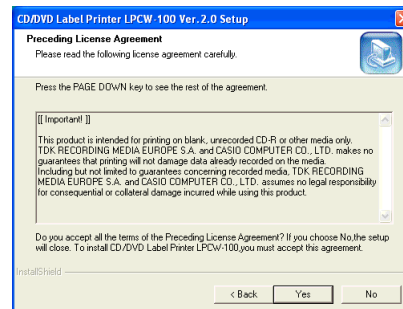 CD/DVD Label Printer LPCW-100 Ver.2.0 Setup
Preceding License Agreement
Please read the following license agreement carefully.
Press the PAGE DOWN key to see the rest of the agreement.
[[ Important! ]]
This product is intended for printing on blank, unrecorded CD-R or other media only.
TDK RECORDING MEDIA EUROPE S.A. and CASIO COMPUTER CO., LTD. makes no
guarantees that printing will not damage data already recorded on the media.
Including but not limited to guarantees concerning recorded media, TDK RECORDING
MEDIA EUROPE S.A. and CASIO COMPUTER CO., LTD. assumes no legal responsibility
for consequential or collateral damage incurred while using this product.
Do you accept all the terms of the Preceding License Agreement? If you choose No,the setup
will close. To install CD/DVD Label Printer LPCW-100,you must accept this agreement.
InstallShield
< Back
Yes
No